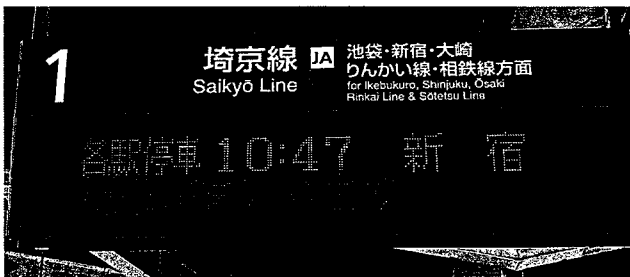 1
埼京線 JA
Saikyō Line
池袋・新宿・大崎
りんかい線・相鉄線方面
for Ikebukuro, Shinjuku, Ōsaki
Rinkai Line & Sōtetsu Line
各駅停車 10:47 新宿